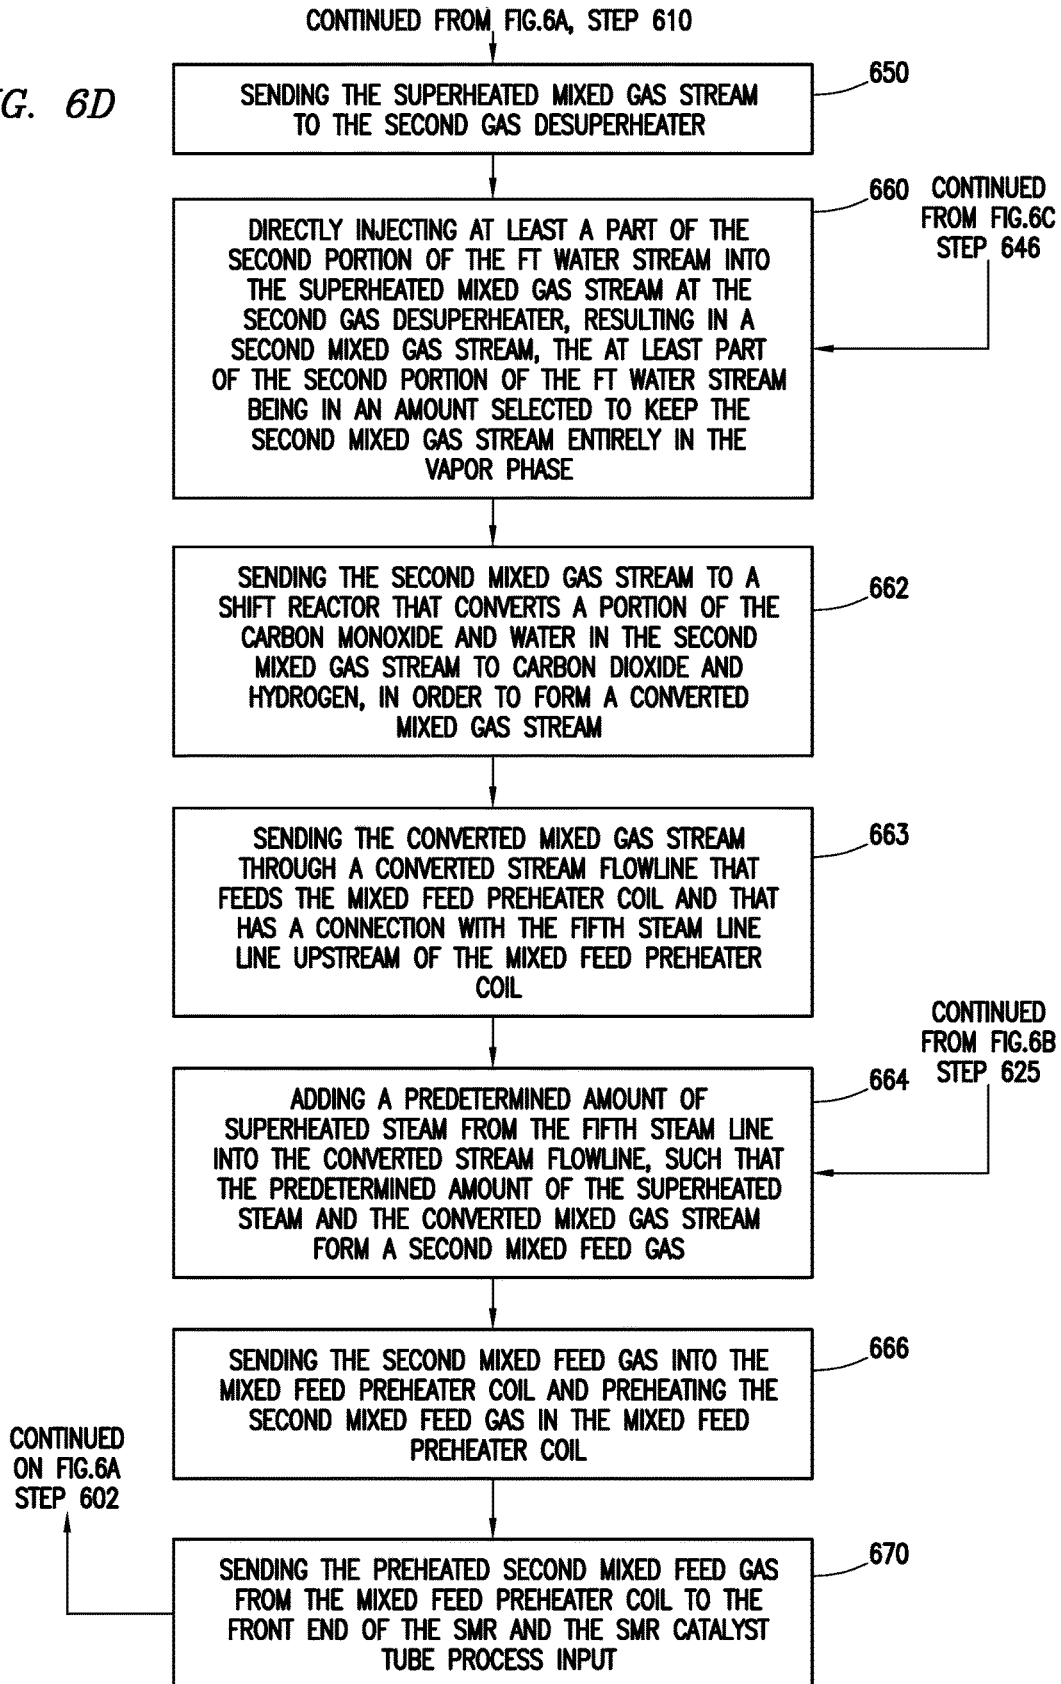 CONTINUED FROM FIG.6A, STEP 610
G. 6D
650
SENDING THE SUPERHEATED MIXED GAS STREAM
TO THE SECOND GAS DESUPERHEATER
660
CONTINUED
FROM FIG.6C
STEP 646
DIRECTLY INJECTING AT LEAST A PART OF THE
SECOND PORTION OF THE FT WATER STREAM INTO
THE SUPERHEATED MIXED GAS STREAM AT THE
SECOND GAS DESUPERHEATER, RESULTING IN A
SECOND MIXED GAS STREAM, THE AT LEAST PART
OF THE SECOND PORTION OF THE FT WATER STREAM
BEING IN AN AMOUNT SELECTED TO KEEP THE
SECOND MIXED GAS STREAM ENTIRELY IN THE
VAPOR PHASE
662
SENDING THE SECOND MIXED GAS STREAM TO A
SHIFT REACTOR THAT CONVERTS A PORTION OF THE
CARBON MONOXIDE AND WATER IN THE SECOND
MIXED GAS STREAM TO CARBON DIOXIDE AND
HYDROGEN, IN ORDER TO FORM A CONVERTED
MIXED GAS STREAM
663
SENDING THE CONVERTED MIXED GAS STREAM
THROUGH A CONVERTED STREAM FLOWLINE THAT
FEEDS THE MIXED FEED PREHEATER COIL AND THAT
HAS A CONNECTION WITH THE FIFTH STEAM LINE
LINE UPSTREAM OF THE MIXED FEED PREHEATER
COIL
CONTINUED
FROM FIG.6B
STEP 625
664
ADDING A PREDETERMINED AMOUNT OF
SUPERHEATED STEAM FROM THE FIFTH STEAM LINE
INTO THE CONVERTED STREAM FLOWLINE, SUCH THAT
THE PREDETERMINED AMOUNT OF THE SUPERHEATED
STEAM AND THE CONVERTED MIXED GAS STREAM
FORM A SECOND MIXED FEED GAS
666
SENDING THE SECOND MIXED FEED GAS INTO THE
MIXED FEED PREHEATER COIL AND PREHEATING THE
SECOND MIXED FEED GAS IN THE MIXED FEED
PREHEATER COIL
CONTINUED
ON FIG.6A
STEP 602
670
SENDING THE PREHEATED SECOND MIXED FEED GAS
FROM THE MIXED FEED PREHEATER COIL TO THE
FRONT END OF THE SMR AND THE SMR CATALYST
TUBE PROCESS INPUT